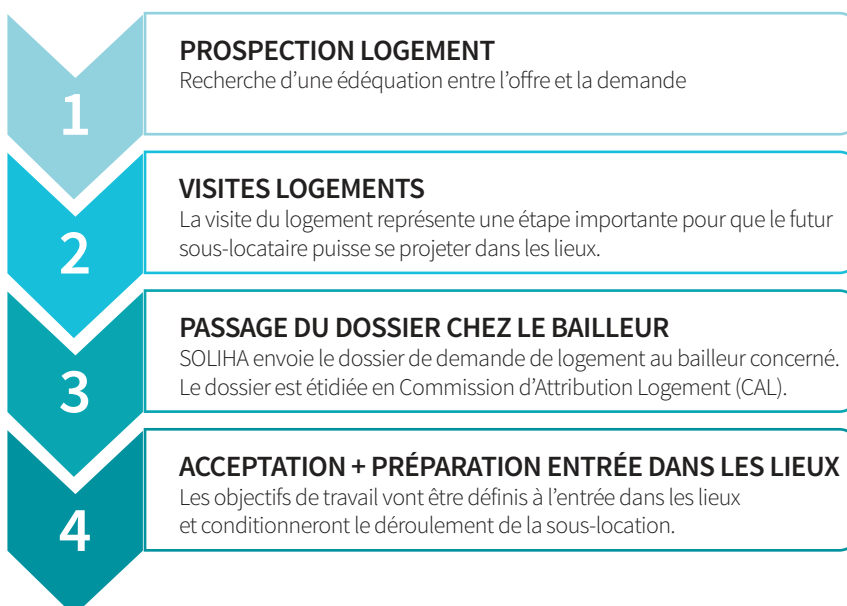 1
PROSPECTION LOGEMENT
Recherche d'une édéquation entre l'offre et la demande
2
VISITES LOGEMENTS
La visite du logement représente une étape importante pour que le futur
sous-locataire puisse se projeter dans les lieux.
3
PASSAGE DU DOSSIER CHEZ LE BAILLEUR
SOLIHA envoie le dossier de demande de logement au bailleur concerné.
Le dossier est étidiée en Commission d'Attribution Logement (CAL).
4
ACCEPTATION + PRÉPARATION ENTRÉE DANS LES LIEUX
Les objectifs de travail vont être définis à l'entrée dans les lieux
et conditionneront le déroulement de la sous-location.